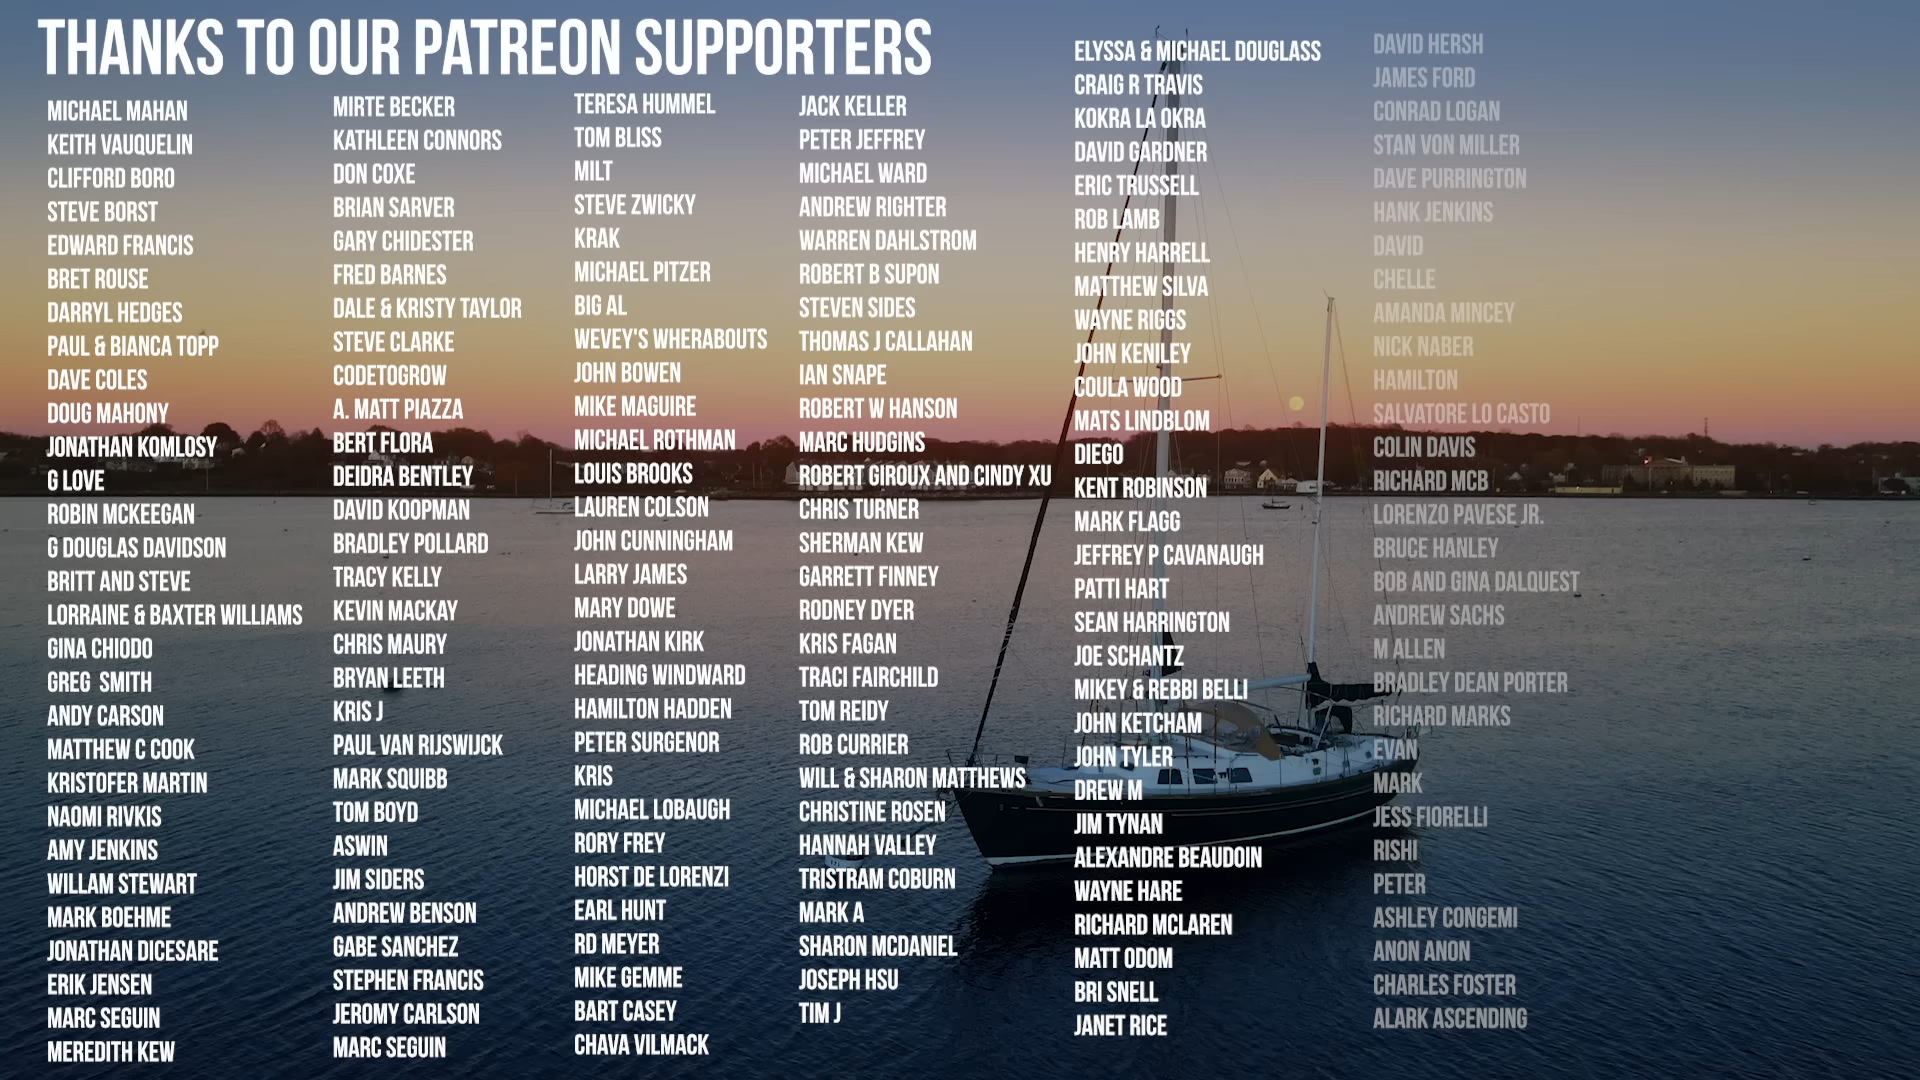 THANKS TO OUR PATREON SUPPORTERS
MICHAEL MAHAN
KEITH VAUQUELIN
CLIFFORD BORO
STEVE BORST
EDWARD FRANCIS
BRET ROUSE
DARRYL HEDGES
PAUL & BIANCA TOPP
DAVE COLES
DOUG MAHONY
JONATHAN KOMLOSY
G LOVE
ROBIN MCKEEGAN
G DOUGLAS DAVIDSON
BRITT AND STEVE
LORRAINE & BAXTER WILLIAMS
GINA CHIODO
GREG  SMITH
ANDY CARSON
MATTHEW C COOK
KRISTOFER MARTIN
NAOMI RIVKIS
AMY JENKINS
WILLAM STEWART
MARK BOEHME
JONATHAN DICESARE
ERIK JENSEN
MARC SEGUIN
MEREDITH KEW
MIRTE BECKER
KATHLEEN CONNORS
DON COXE
BRIAN SARVER
GARY CHIDESTER
FRED BARNES
DALE & KRISTY TAYLOR
STEVE CLARKE
CODETOGROW
A. MATT PIAZZA
BERT FLORA
DEIDRA BENTLEY
DAVID KOOPMAN
BRADLEY POLLARD
TRACY KELLY
KEVIN MACKAY
CHRIS MAURY
BRYAN LEETH
KRIS J
PAUL VAN RIJSWIJCK
MARK SQUIBB
TOM BOYD
ASWIN
JIM SIDERS
ANDREW BENSON
GABE SANCHEZ
STEPHEN FRANCIS
JEROMY CARLSON
MARC SEGUIN
TERESA HUMMEL
TOM BLISS
MILT
STEVE ZWICKY
KRAK
MICHAEL PITZER
BIG AL
WEVEY'S WHERABOUTS
JOHN BOWEN
MIKE MAGUIRE
MICHAEL ROTHMAN
LOUIS BROOKS
LAUREN COLSON
JOHN CUNNINGHAM
LARRY JAMES
MARY DOWE
JONATHAN KIRK
HEADING WINDWARD
HAMILTON HADDEN
PETER SURGENOR
KRIS
MICHAEL LOBAUGH
RORY FREY
HORST DE LORENZI
EARL HUNT
RD MEYER
MIKE GEMME
BART CASEY
CHAVA VILMACK
JACK KELLER
PETER JEFFREY
MICHAEL WARD
ANDREW RIGHTER
WARREN DAHLSTROM
ROBERT B SUPON
STEVEN SIDES
THOMAS J CALLAHAN
IAN SNAPE
ROBERT W HANSON
MARC HUDGINS
ROBERT GIROUX AND CINDY XU
CHRIS TURNER
SHERMAN KEW
GARRETT FINNEY
RODNEY DYER
KRIS FAGAN
TRACI FAIRCHILD
TOM REIDY
ROB CURRIER
WILL & SHARON MATTHEWS
CHRISTINE ROSEN
HANNAH VALLEY
TRISTRAM COBURN
MARK A
SHARON MCDANIEL
JOSEPH HSU
TIM J
ELYSSA & MICHAEL DOUGLASS
CRAIG R TRAVIS
KOKRA LA OKRA
DAVID GARDNER
ERIC TRUSSELL
ROB LAMB
HENRY HARRELL
MATTHEW SILVA
WAYNE RIGGS
JOHN KENILEY
COULA WOOD
MATS LINDBLOM
DIEGO
KENT ROBINSON
MARK FLAGG
JEFFREY P CAVANAUGH
PATTI HART
SEAN HARRINGTON
JOE SCHANTZ
MIKEY & REBBI BELLI
JOHN KETCHAM
JOHN TYLER
DREW M
JIM TYNAN
ALEXANDRE BEAUDOIN
WAYNE HARE
RICHARD MCLAREN
MATT ODOM
BRI SNELL
JANET RICE
DAVID HERSH
JAMES FORD
CONRAD LOGAN
STAN VON MILLER
DAVE PURRINGTON
HANK JENKINS
DAVID
CHELLE
AMANDA MINCEY
NICK NABER
HAMILTON
SALVATORE LO CASTO
COLIN DAVIS
RICHARD MCB
LORENZO PAVESE JR.
BRUCE HANLEY
BOB AND GINA DALQUEST
ANDREW SACHS
M ALLEN
BRADLEY DEAN PORTER
RICHARD MARKS
EVAN
MARK
JESS FIORELLI
RISHI
PETER
ASHLEY CONGEMI
ANON ANON
CHARLES FOSTER
ALARK ASCENDING